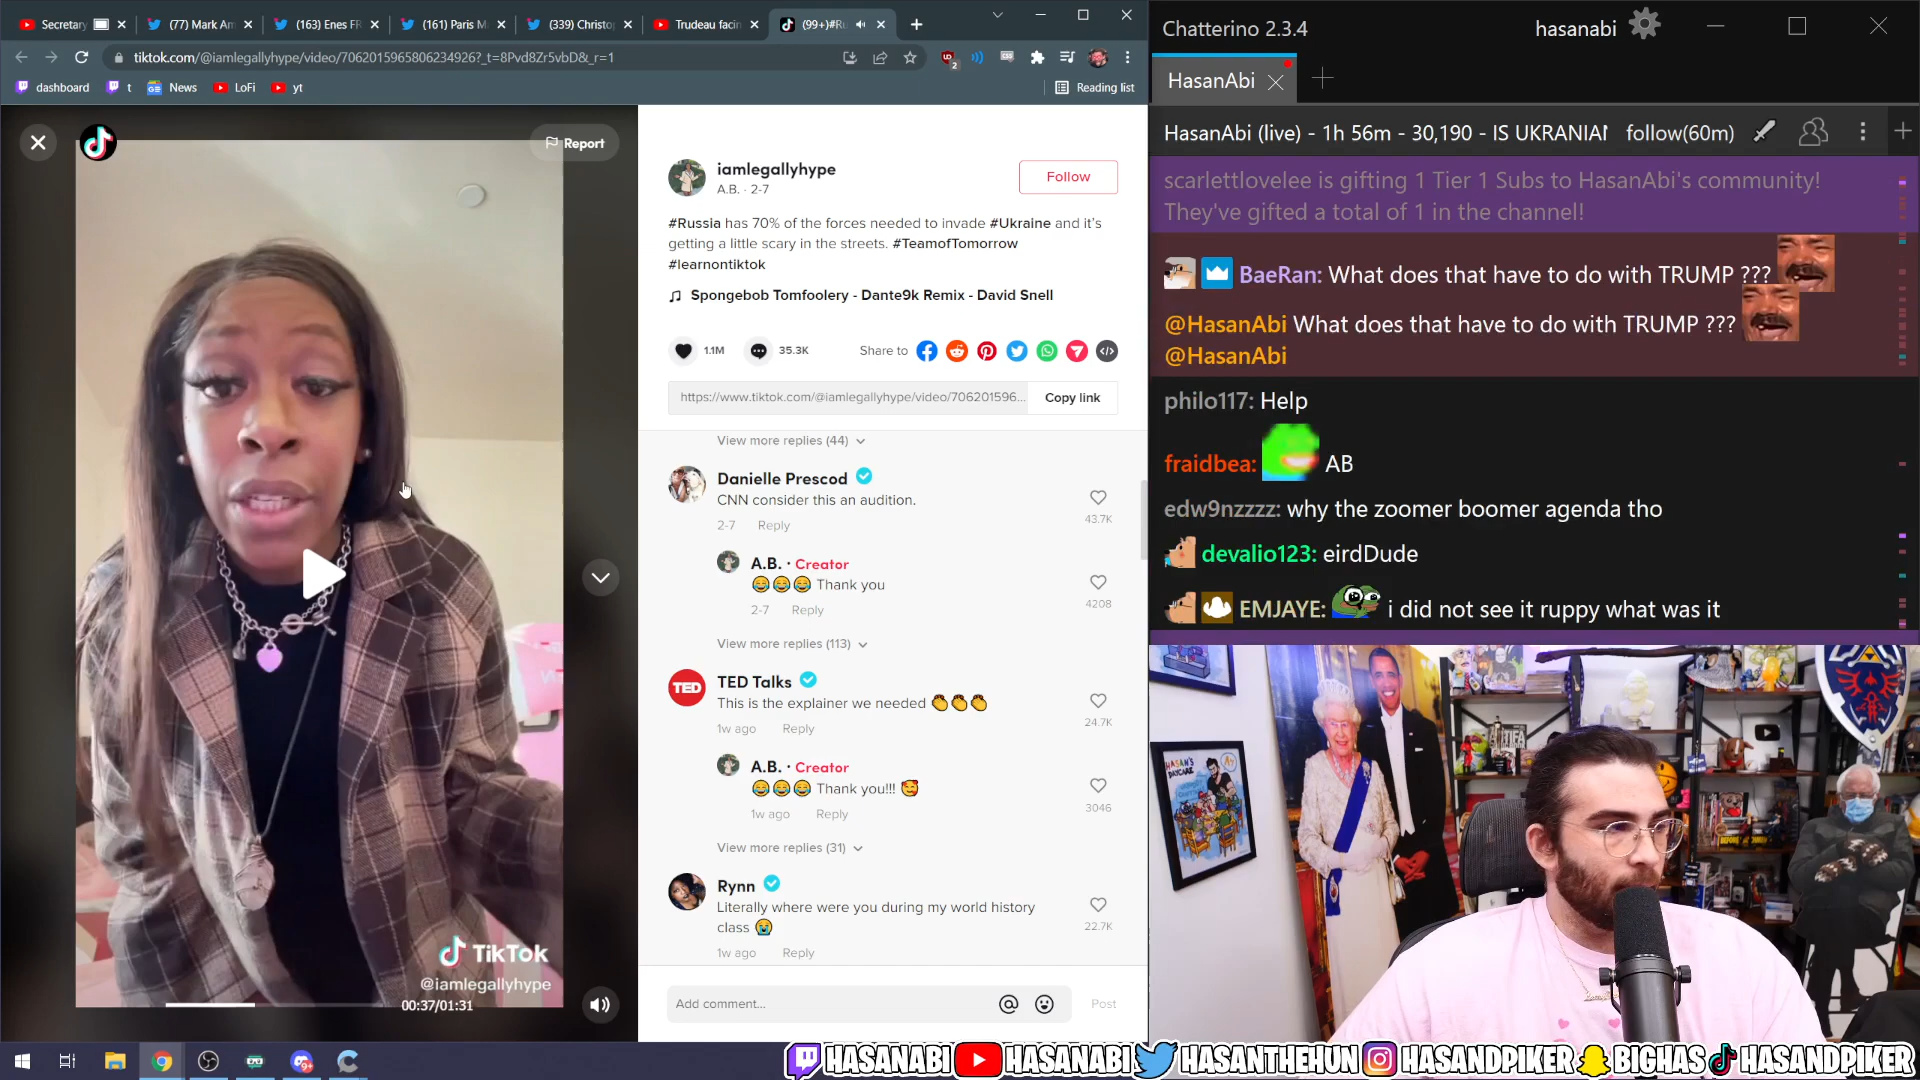 Secretary
(77) Mark Am
(163) Enes FR
(161) Paris M
(339) Christo
Trudeau facin
(99+)#Ru
tiktok.com/@iamlegallyhype/video/7062015965806234926?_t=8Pvd8Zr5vbD&_r=1
dashboard
t
News
LoFi
yt
Reading list
Report
TikTok
@iamlegallyhype
00:37/01:31
iamlegallyhype
A.B. · 2-7
Follow
#Russia has 70% of the forces needed to invade #Ukraine and it's
getting a little scary in the streets. #TeamofTomorrow
#learnontiktok
Spongebob Tomfoolery - Dante9k Remix - David Snell
1.1M
35.3K
Share to
https://www.tiktok.com/@iamlegallyhype/video/706201596...
Copy link
View more replies (44)
Danielle Prescod
CNN consider this an audition.
2-7 Reply
43.7K
A.B. · Creator
😂😂😂 Thank you
2-7 Reply
4208
View more replies (113)
TED
TED Talks
This is the explainer we needed 👏👏👏
1w ago Reply
24.7K
A.B. · Creator
😂😂😂 Thank you!!! 🥰
1w ago Reply
3046
View more replies (31)
Rynn
Literally where were you during my world history
class 😭
1w ago Reply
22.7K
Add comment...
Post
Chatterino 2.3.4
hasanabi
HasanAbi
HasanAbi (live) - 1h 56m - 30,190 - IS UKRANIAN
follow(60m)
scarlettlovelee is gifting 1 Tier 1 Subs to HasanAbi's community!
They've gifted a total of 1 in the channel!
BaeRan: What does that have to do with TRUMP ???
@HasanAbi What does that have to do with TRUMP ???
@HasanAbi
philo117: Help
fraidbea: AB
edw9nzzzz: why the zoomer boomer agenda tho
devalio123: eirdDude
EMJAYE: i did not see it ruppy what was it
HASAN'S
DAYCARE
HASANABI
HASANABI
HASANTHEHUN
HASANDPIKER
BIGHAS
HASANDPIKER